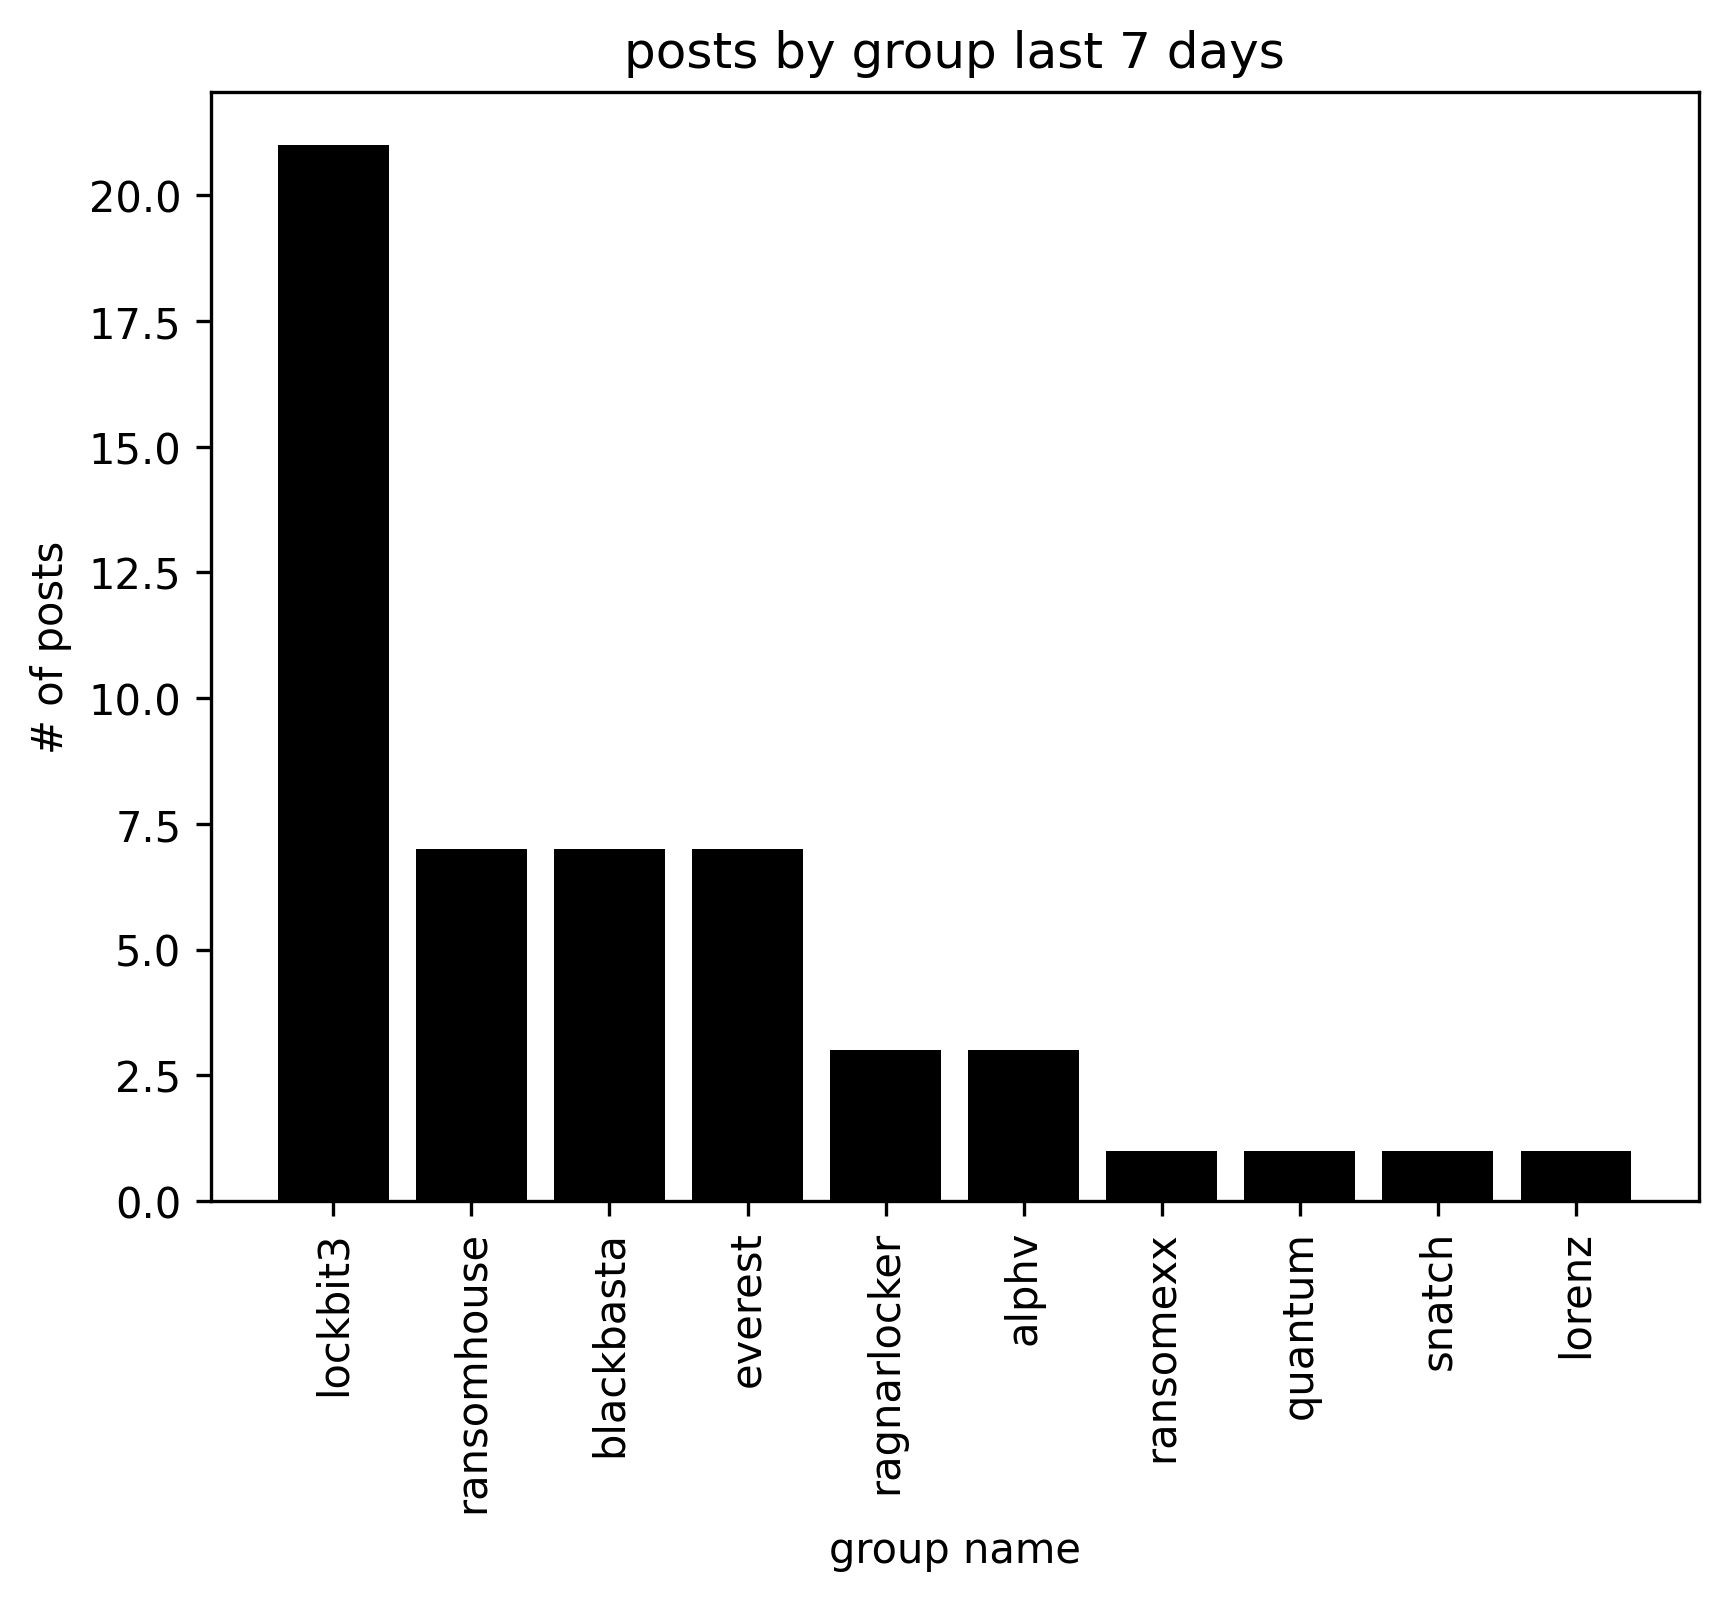 posts by group last 7 days
# of posts
20.0
17.5
15.0
12.5
10.0
7.5
5.0
2.5
0.0
lockbit3
ransomhouse
blackbasta
everest
ragnarlocker
alphv
ransomexx
quantum
snatch
lorenz
group name